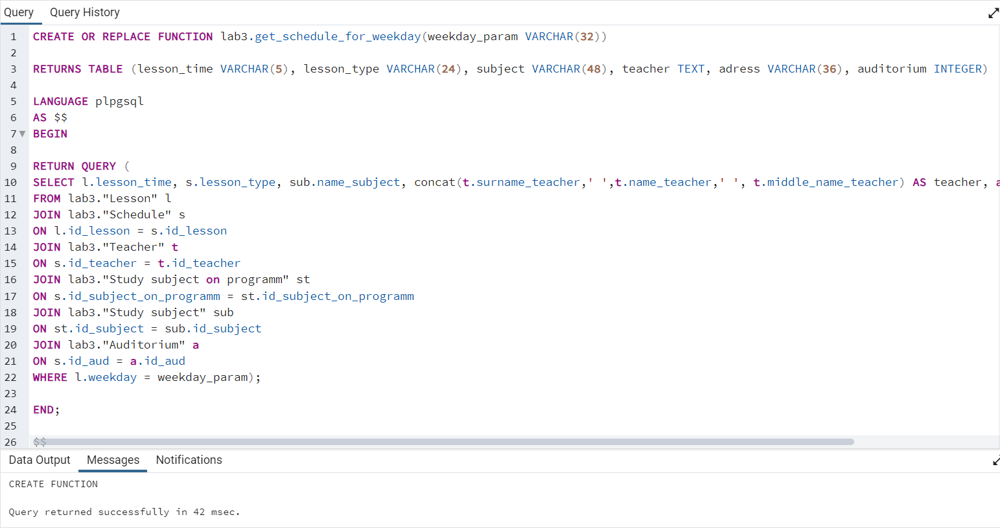 Query Query History
1 CREATE OR REPLACE FUNCTION lab3.get_schedule_for_weekday(weekday_param VARCHAR(32))
2
3 RETURNS TABLE (lesson_time VARCHAR(5), lesson_type VARCHAR(24), subject VARCHAR(48), teacher TEXT, adress VARCHAR(36), auditorium INTEGER)
4
5 LANGUAGE plpgsql
6 AS $$
7 BEGIN
8
9 RETURN QUERY (
10 SELECT l.lesson_time, s.lesson_type, sub.name_subject, concat(t.surname_teacher,' ',t.name_teacher,' ', t.middle_name_teacher) AS teacher,
11 FROM lab3."Lesson" l
12 JOIN lab3."Schedule" s
13 ON l.id_lesson = s.id_lesson
14 JOIN lab3."Teacher" t
15 ON s.id_teacher = t.id_teacher
16 JOIN lab3."Study subject on programm" st
17 ON s.id_subject_on_programm = st.id_subject_on_programm
18 JOIN lab3."Study subject" sub
19 ON st.id_subject = sub.id_subject
20 JOIN lab3."Auditorium" a
21 ON s.id_aud = a.id_aud
22 WHERE l.weekday = weekday_param);
23
24 END;
25
26 $$
Data Output Messages Notifications
CREATE FUNCTION
Query returned successfully in 42 msec.